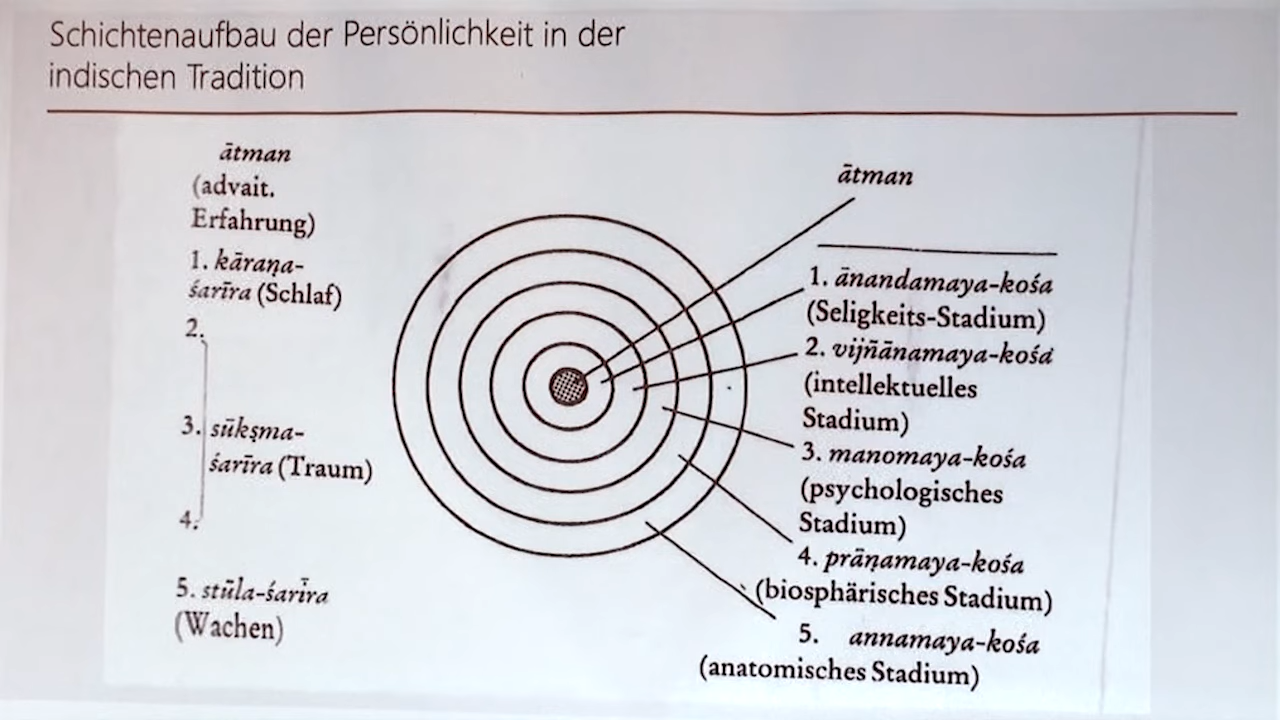 Schichtenaufbau der Persönlichkeit in der
indischen Tradition
ātman
(advait.
Erfahrung)
1. kāraṇa-
śarīra (Schlaf)
2.
3. sūkṣma-
śarīra (Traum)
4.
5. stūla-śarīra
(Wachen)
ātman
1. ānandamaya-kośa
(Seligkeits-Stadium)
2. vijñānamaya-kośa
(intellektuelles
Stadium)
3. manomaya-kośa
(psychologisches
Stadium)
4. prāṇamaya-kośa
(biosphärisches Stadium)
5. annamaya-kośa
(anatomisches Stadium)